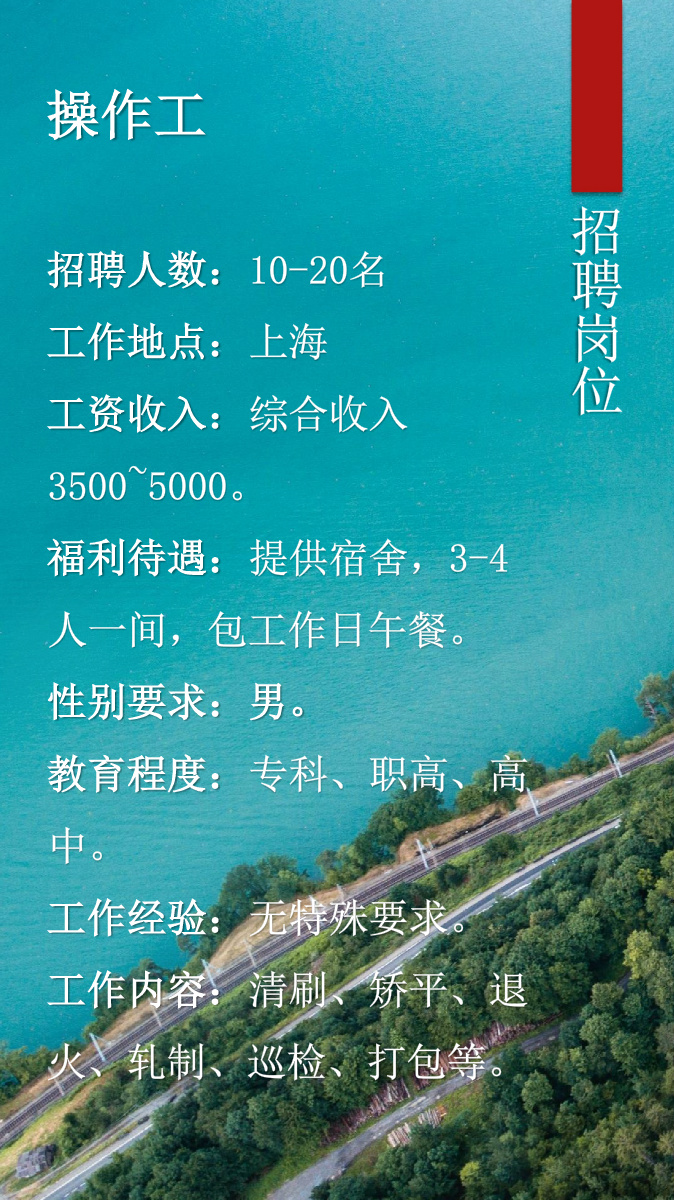 操作工
招聘岗位
招聘人数：10-20名
工作地点：上海
工资收入：综合收入
3500~5000。
福利待遇：提供宿舍，3-4
人一间，包工作日午餐。
性别要求：男。
教育程度：专科、职高、高
中。
工作经验：无特殊要求。
工作内容：清刷、矫平、退
火、轧制、巡检、打包等。